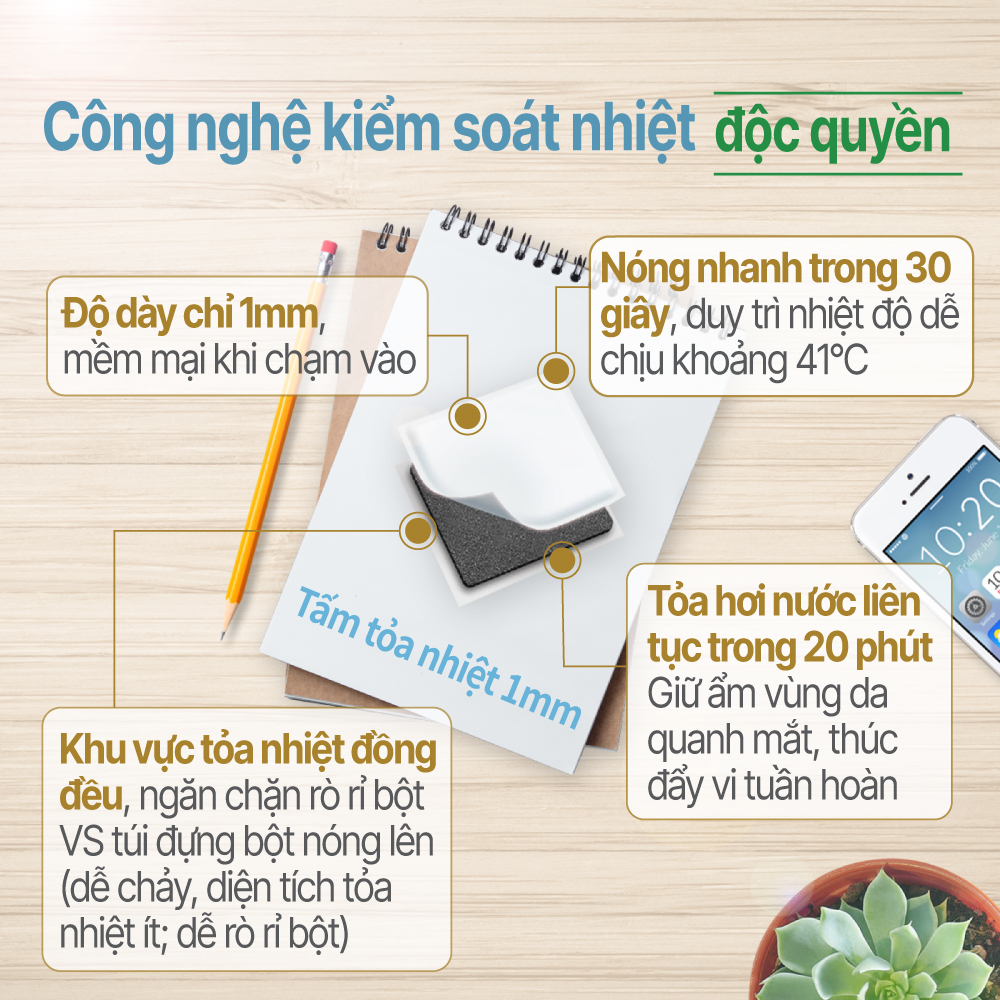 Công nghệ kiểm soát nhiệt độc quyền
Độ dày chỉ 1mm,
mềm mại khi chạm vào
Nóng nhanh trong 30
giây, duy trì nhiệt độ dễ
chịu khoảng 41°C
Tấm tỏa nhiệt 1mm
10:20
Tỏa hơi nước liên
tục trong 20 phút
Giữ ẩm vùng da
quanh mắt, thúc
đẩy vi tuần hoàn
Khu vực tỏa nhiệt đồng
đều, ngăn chặn rò rỉ bột
VS túi đựng bột nóng lên
(dễ chảy, diện tích tỏa
nhiệt ít; dễ rò rỉ bột)